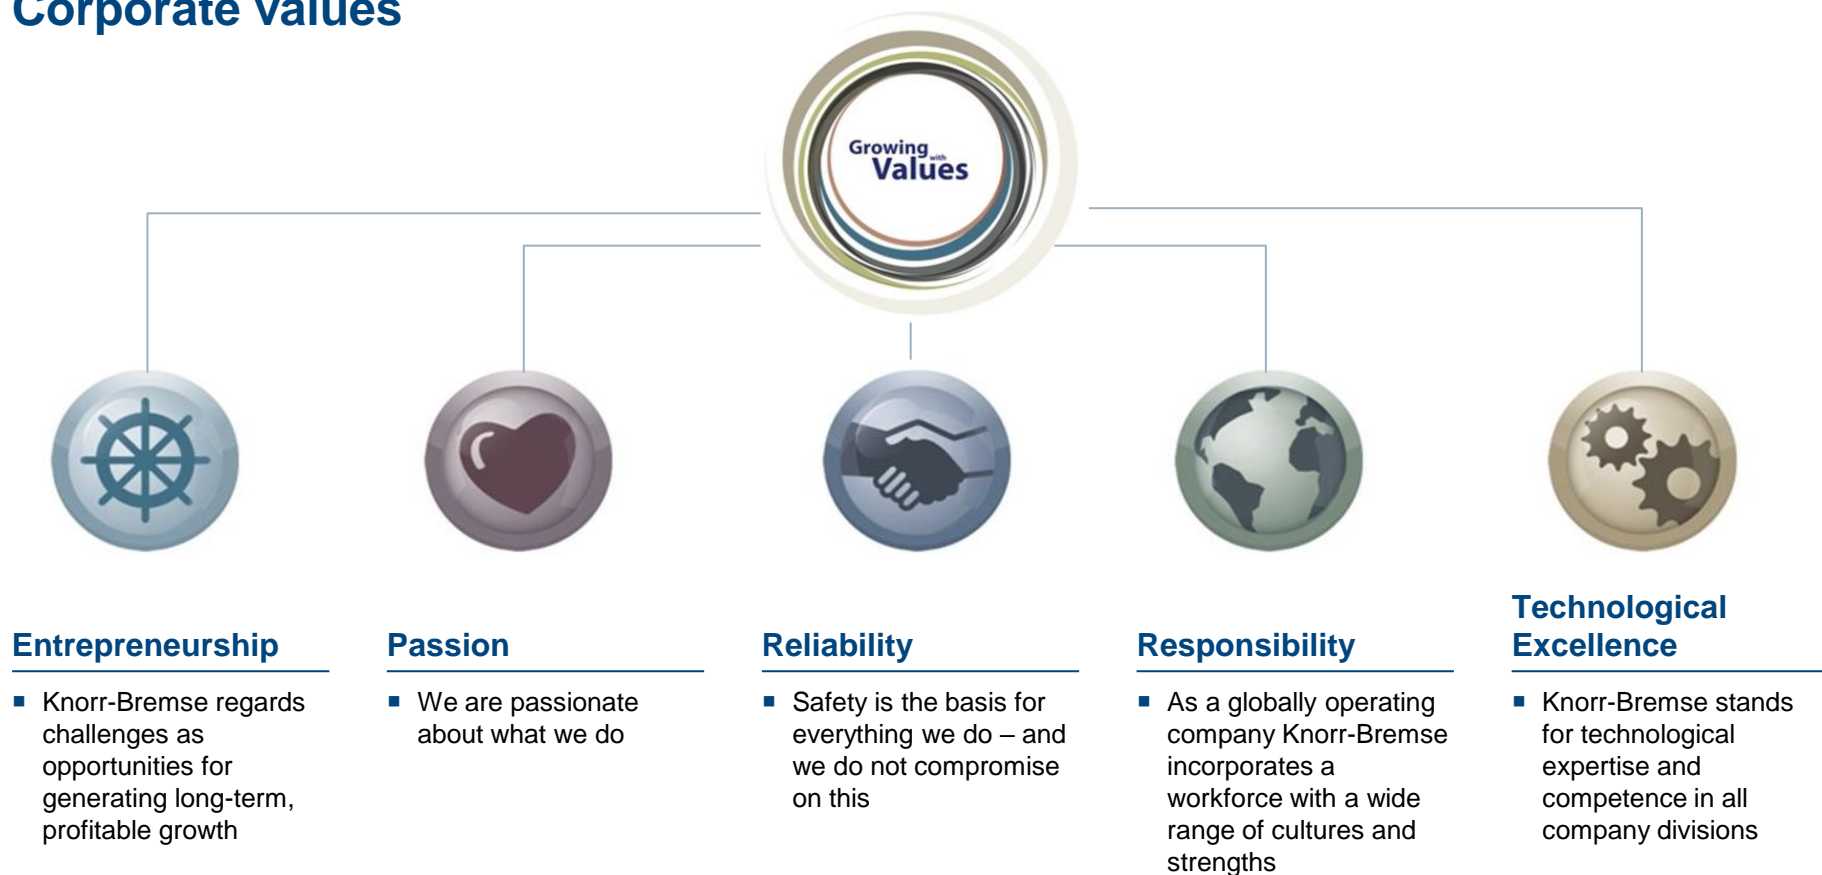 Corporate values
Growing with
Values
Entrepreneurship
Knorr-Bremse regards
challenges as
opportunities for
generating long-term,
profitable growth
Passion
We are passionate
about what we do
Reliability
Safety is the basis for
everything we do – and
we do not compromise
on this
Responsibility
As a globally operating
company Knorr-Bremse
incorporates a
workforce with a wide
range of cultures and
strengths
Technological
Excellence
Knorr-Bremse stands
for technological
expertise and
competence in all
company divisions